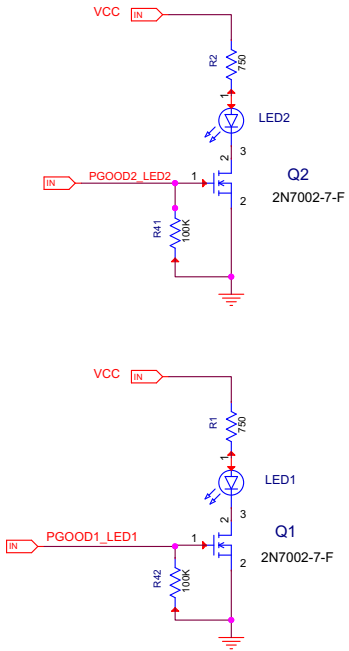 VCC
IN
R2
750
1
LED2
2
3
PGOOD2_LED2
IN
1
Q2
2N7002-7-F
2
R41
100K
VCC
IN
R1
750
1
LED1
2
3
PGOOD1_LED1
IN
1
Q1
2N7002-7-F
2
R42
100K